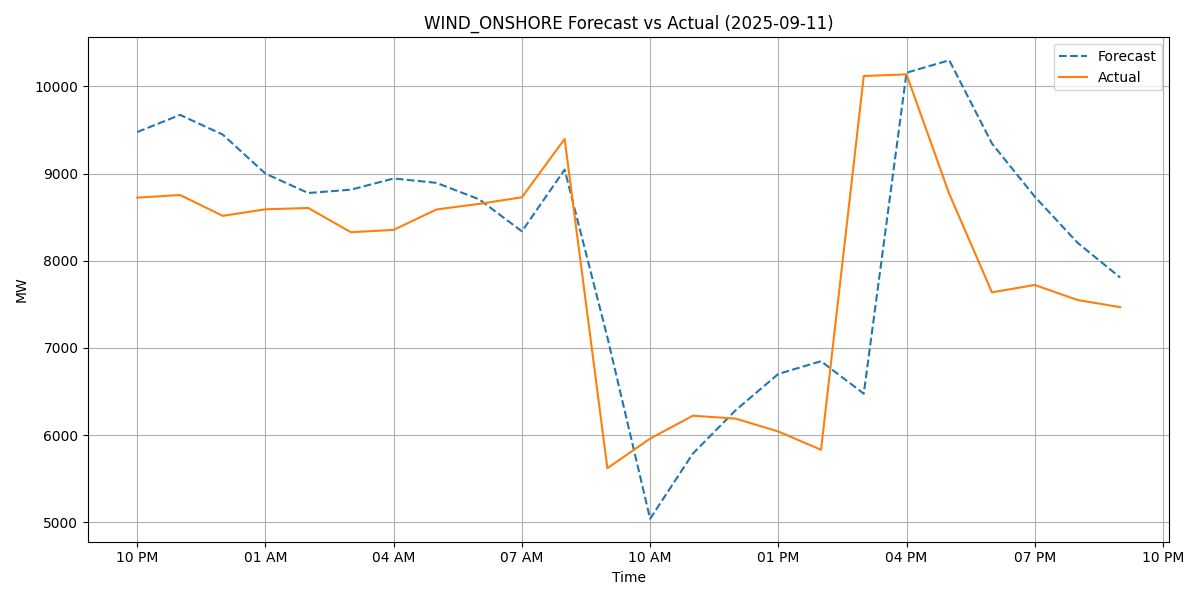 WIND_ONSHORE Forecast vs Actual (2025-09-11)
Forecast
Actual
10000
9000
8000
7000
6000
5000
MW
10 PM
01 AM
04 AM
07 AM
10 AM
01 PM
04 PM
07 PM
10 PM
Time